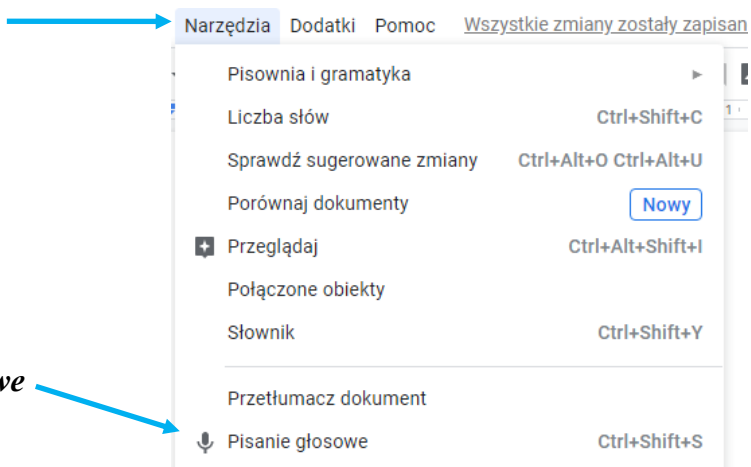 Narzędzia Dodatki Pomoc Wszystkie zmiany zostały zapisan
Pisownia i gramatyka
1
Liczba słów Ctrl+Shift+C
Sprawdź sugerowane zmiany Ctrl+Alt+O Ctrl+Alt+U
Porównaj dokumenty Nowy
Przeglądaj Ctrl+Alt+Shift+I
Połączone obiekty
Słownik Ctrl+Shift+Y
we
Przetłumacz dokument
Pisanie głosowe Ctrl+Shift+S